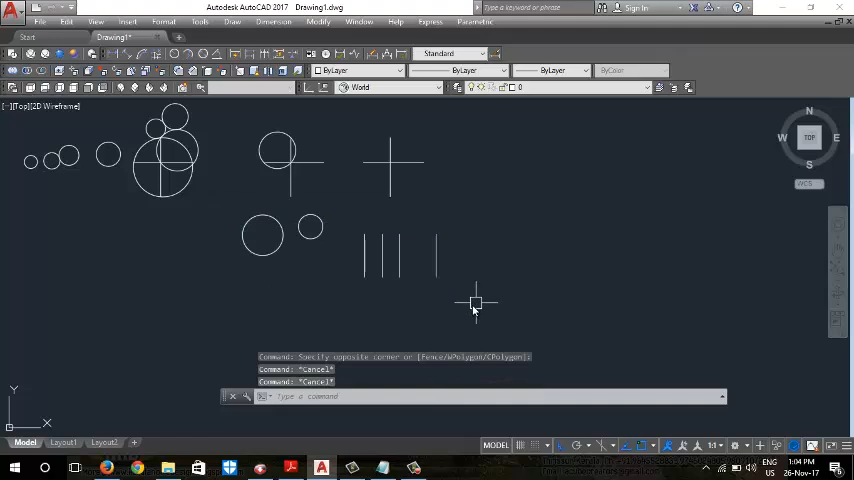 Autodesk AutoCAD 2017 Drawing1.dwg
Type a keyword or phrase
Sign In
File Edit View Insert Format Tools Draw Dimension Modify Window Help Express Parametric
Start Drawing1*
Standard
ByLayer ByLayer ByLayer ByColor
World 0
[−][Top][2D Wireframe]
N
W TOP E
S
WCS
Command: Specify opposite corner or [Fence/WPolygon/CPolygon]:
Command: *Cancel*
Command: *Cancel*
Type a command
Y
X
Model Layout1 Layout2
MODEL 1:1
ENG 1:04 PM
US 26-Nov-17